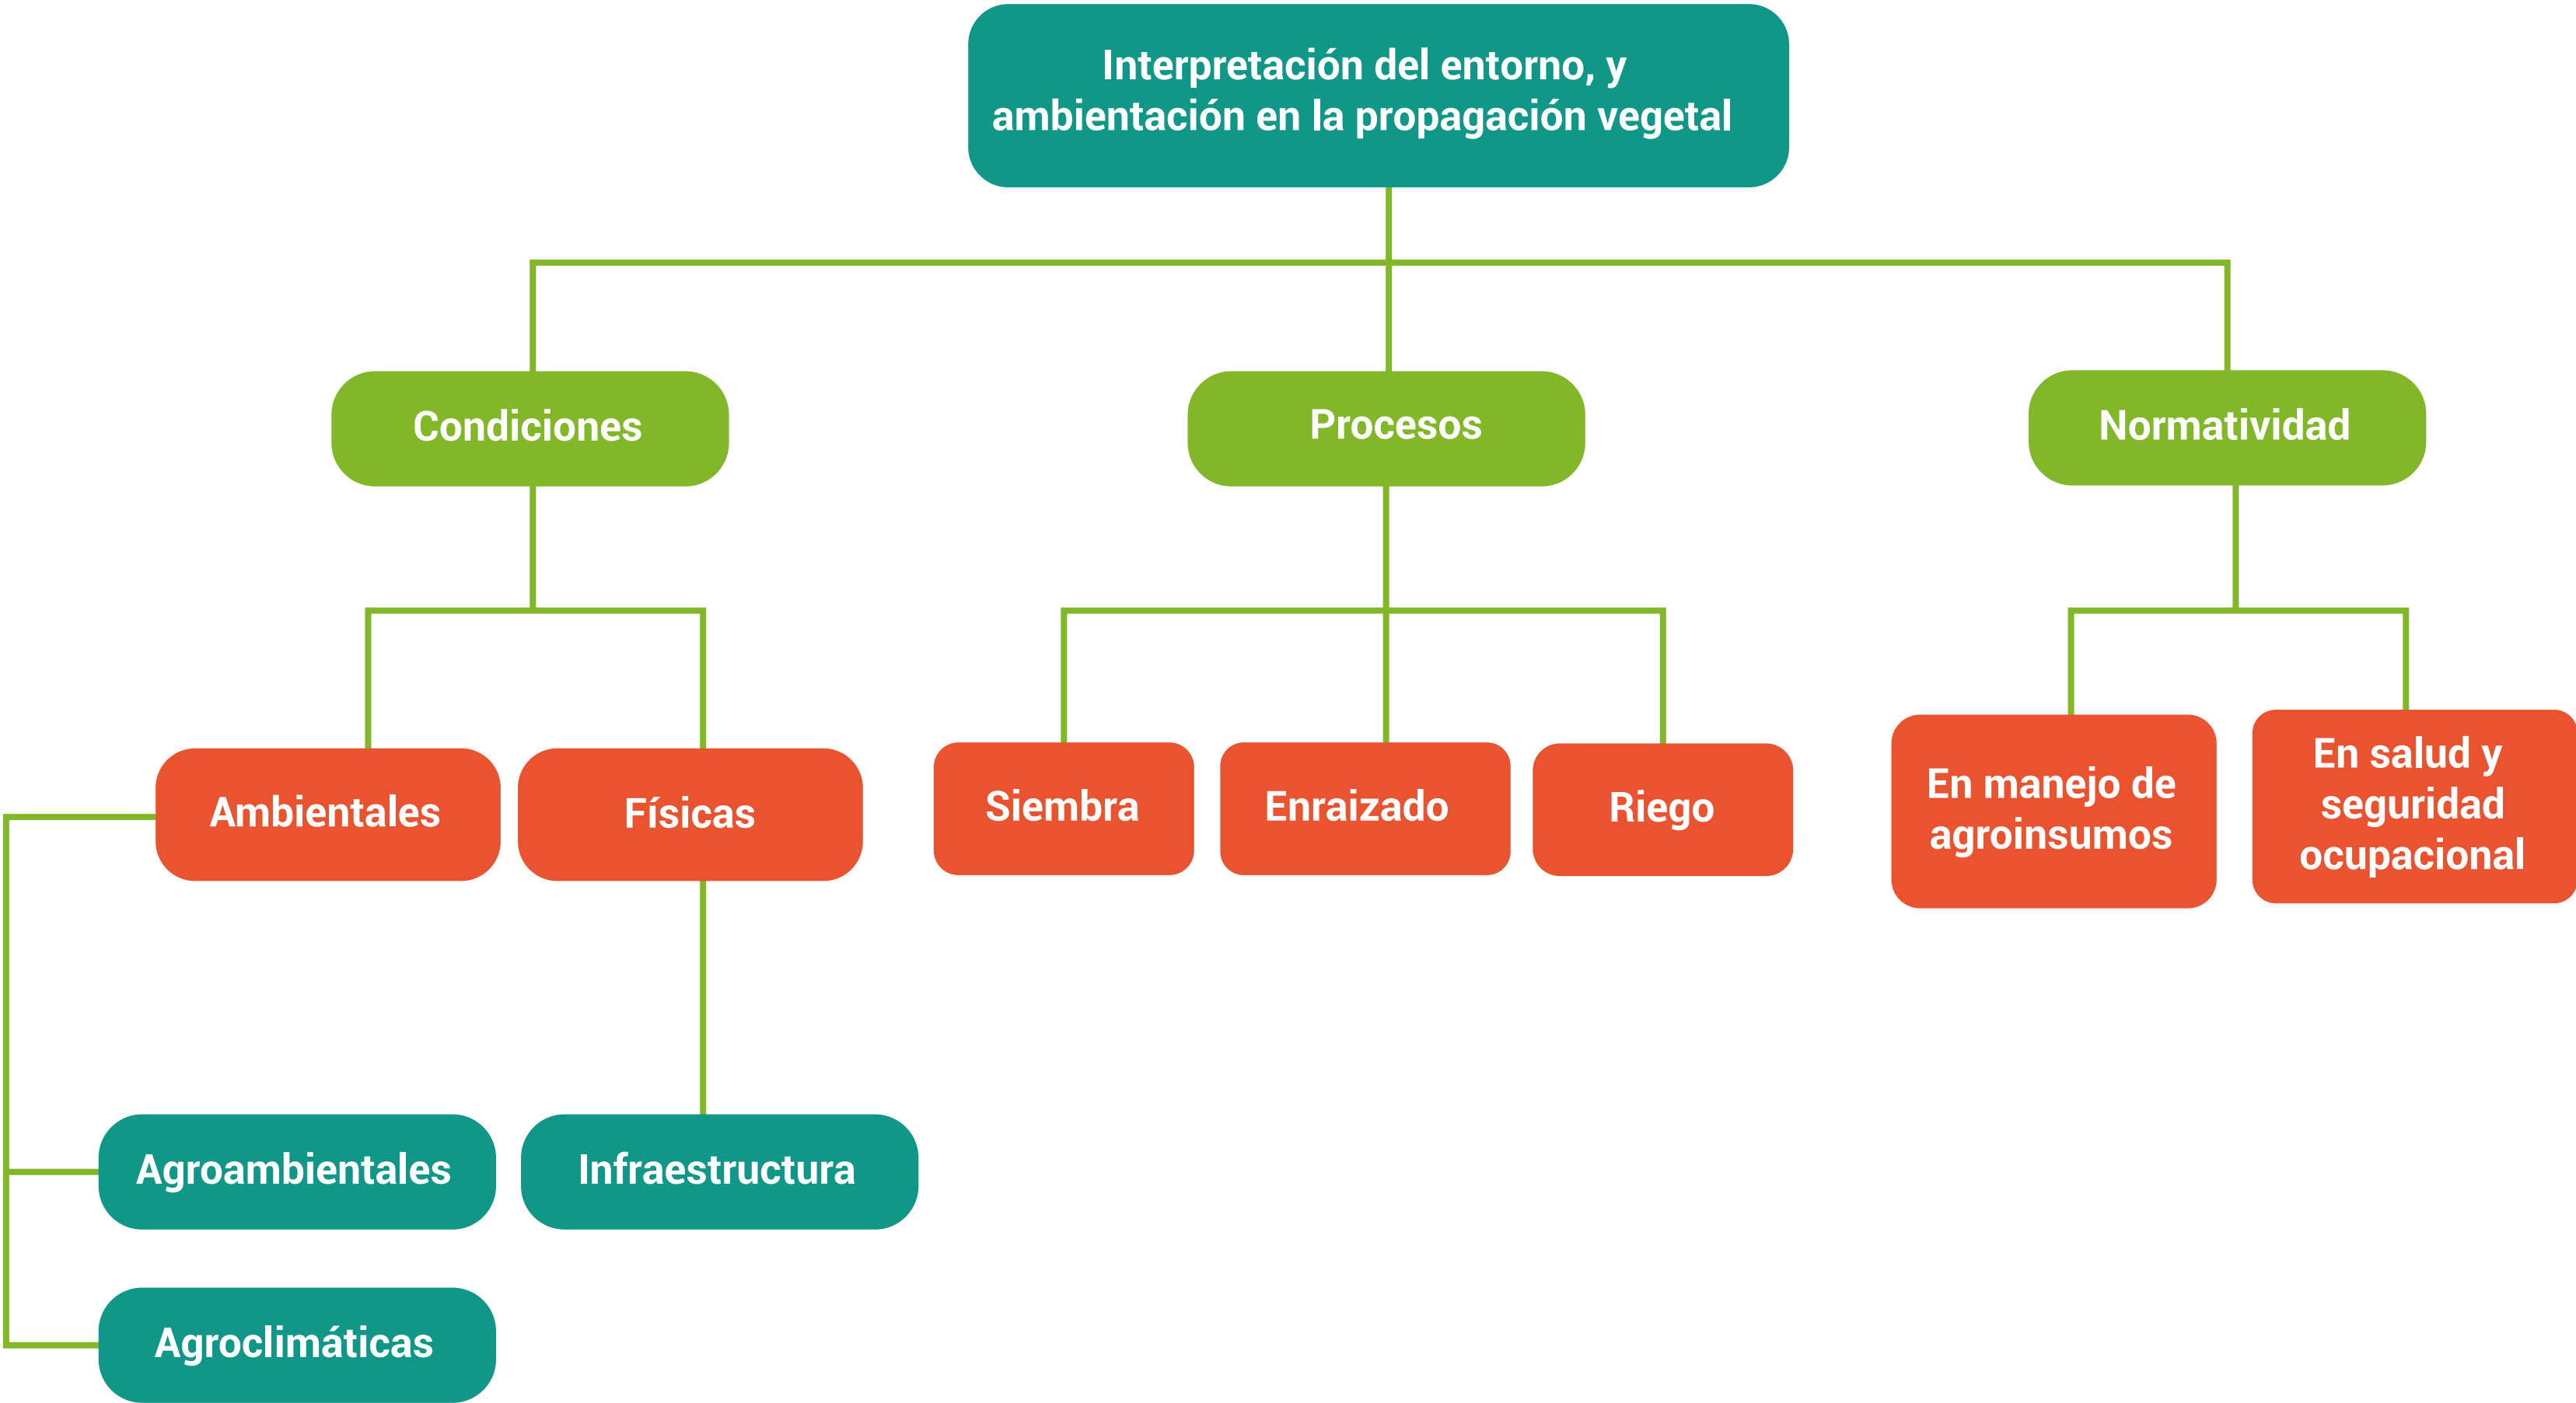 Interpretación del entorno, y
ambientación en la propagación vegetal
Condiciones
Procesos
Normatividad
Ambientales
Físicas
Siembra
Enraizado
Riego
En manejo de
agroinsumos
En salud y
seguridad
ocupacional
Agroambientales
Infraestructura
Agroclimáticas